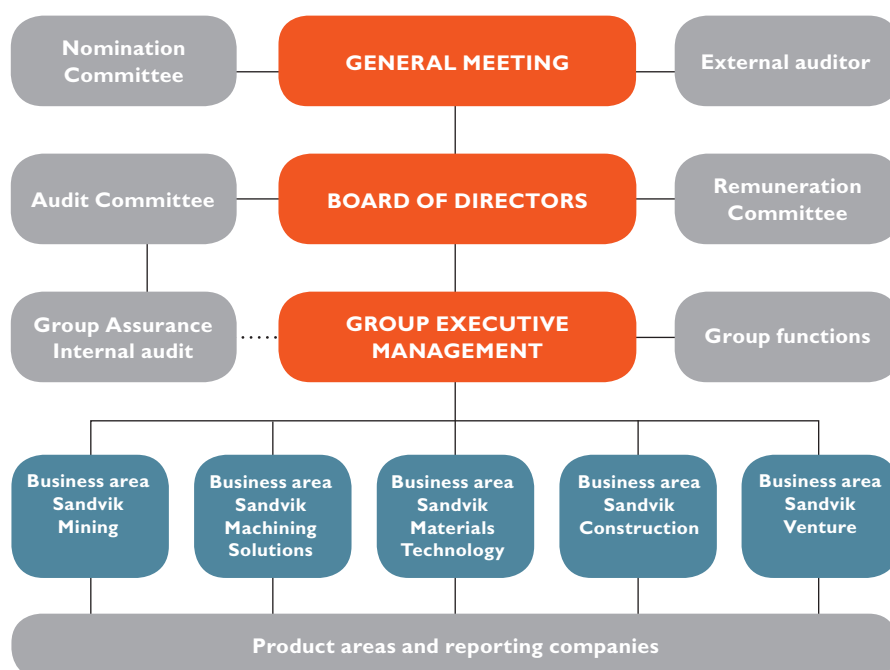 Nomination
Committee
GENERAL MEETING
External auditor
Audit Committee
BOARD OF DIRECTORS
Remuneration
Committee
Group Assurance
Internal audit
GROUP EXECUTIVE
MANAGEMENT
Group functions
Business area
Sandvik
Mining
Business area
Sandvik
Machining
Solutions
Business area
Sandvik
Materials
Technology
Business area
Sandvik
Construction
Business area
Sandvik
Venture
Product areas and reporting companies